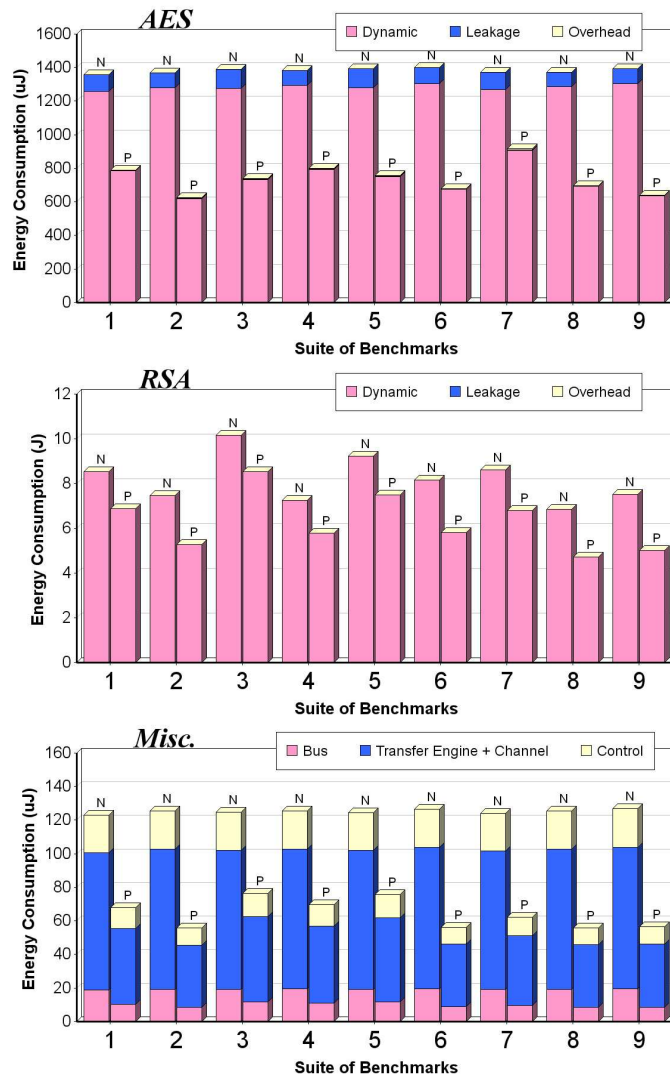 AES
Dynamic Leakage Overhead
Energy Consumption (uJ)
1600
1400
1200
1000
800
600
400
200
0
N P N P N P N P N P N P N P N P N P
1 2 3 4 5 6 7 8 9
Suite of Benchmarks
RSA
Dynamic Leakage Overhead
Energy Consumption (J)
12
10
8
6
4
2
0
N P N P N P N P N P N P N P N P N P
1 2 3 4 5 6 7 8 9
Suite of Benchmarks
Misc.
Bus Transfer Engine + Channel Control
Energy Consumption (uJ)
160
140
120
100
80
60
40
20
0
N P N P N P N P N P N P N P N P N P
1 2 3 4 5 6 7 8 9
Suite of Benchmarks